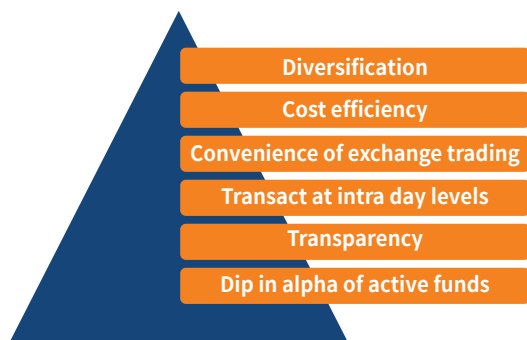 Diversification
Cost efficiency
Convenience of exchange trading
Transact at intra day levels
Transparency
Dip in alpha of active funds